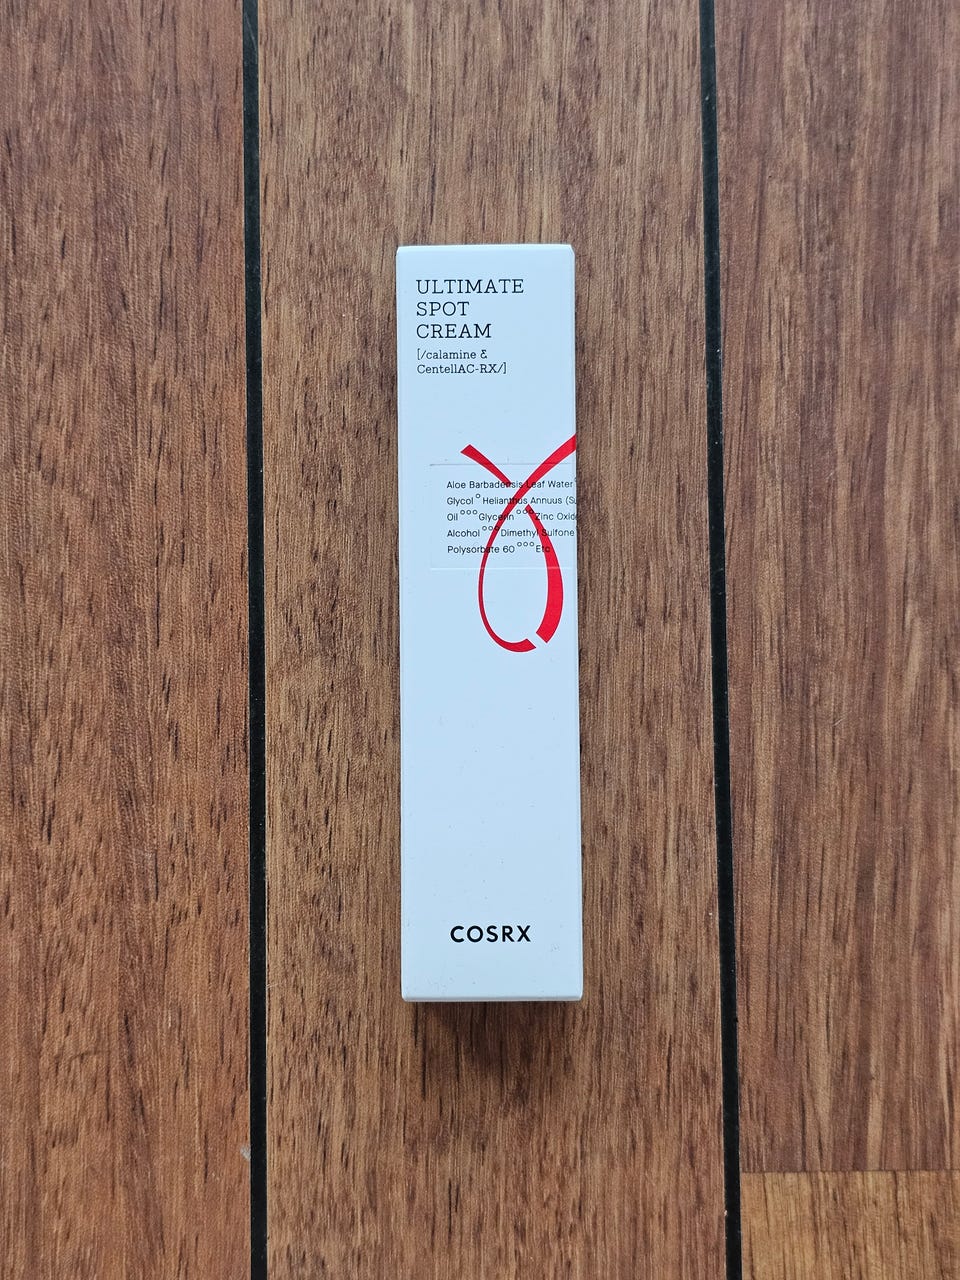 ULTIMATE
SPOT
CREAM
[/calamine &
CentellAC-RX/]
Aloe Barbadensis Leaf Water
Glycol ° Helianthus Annuus (Su
Oil °°° Glycerin °°° Zinc Oxide
Alcohol °°° Dimethyl Sulfone
Polysorbate 60 °°° Etc
COSRX